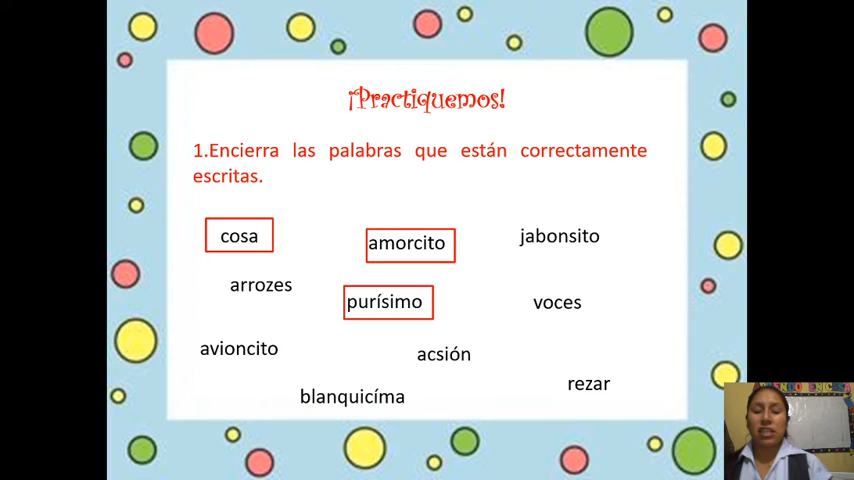 ¡Practiquemos!
1.Encierra las palabras que están correctamente
escritas.
cosa amorcito jabonsito
arrozes purísimo voces
avioncito acsión
blanquicíma rezar